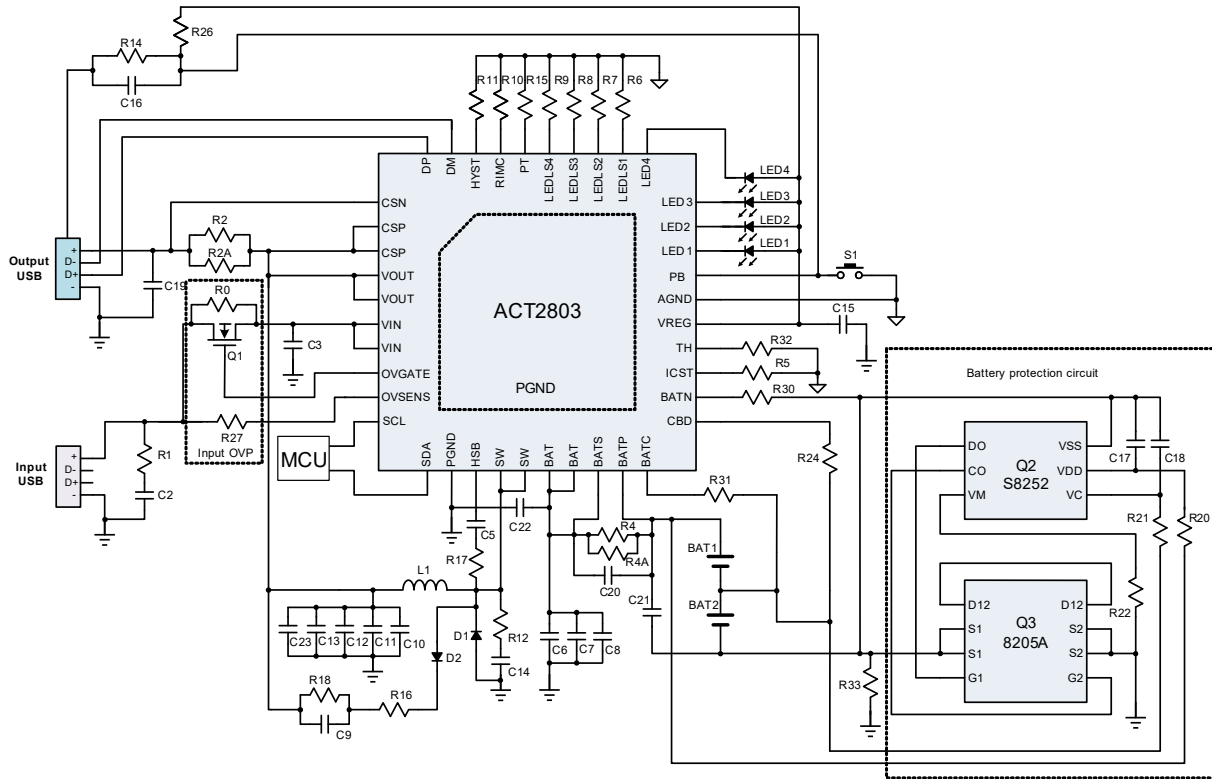 R26
R14
C16
R11
R10
R15
R9
R8
R7
R6
DP
DM
HYST
RIMC
PT
LEDLS4
LEDLS3
LEDLS2
LEDLS1
LED4
LED4
LED3
LED2
LED1
CSN
CSP
CSP
VOUT
VOUT
VIN
VIN
OVGATE
OVSENS
SCL
LED3
LED2
LED1
PB
AGND
VREG
TH
ICST
BATN
CBD
SDA
PGND
HSB
SW
SW
BAT
BAT
BATS
BATP
BATC
ACT2803
PGND
Output
USB
+
D-
D+
-
R2
R2A
C19
R0
Q1
C3
R27
Input OVP
Input
USB
+
D-
D+
-
R1
C2
MCU
S1
C15
R32
R5
R30
R24
R31
C22
C5
R17
L1
R4
R4A
C20
C21
BAT1
BAT2
C23
C13
C12
C11
C10
D1
D2
R12
C14
C6
C7
C8
R18
C9
R16
R33
Battery protection circuit
DO
CO
VM
VSS
VDD
VC
Q2
S8252
C17
C18
R21
R20
R22
D12
S1
S1
G1
D12
S2
S2
G2
Q3
8205A